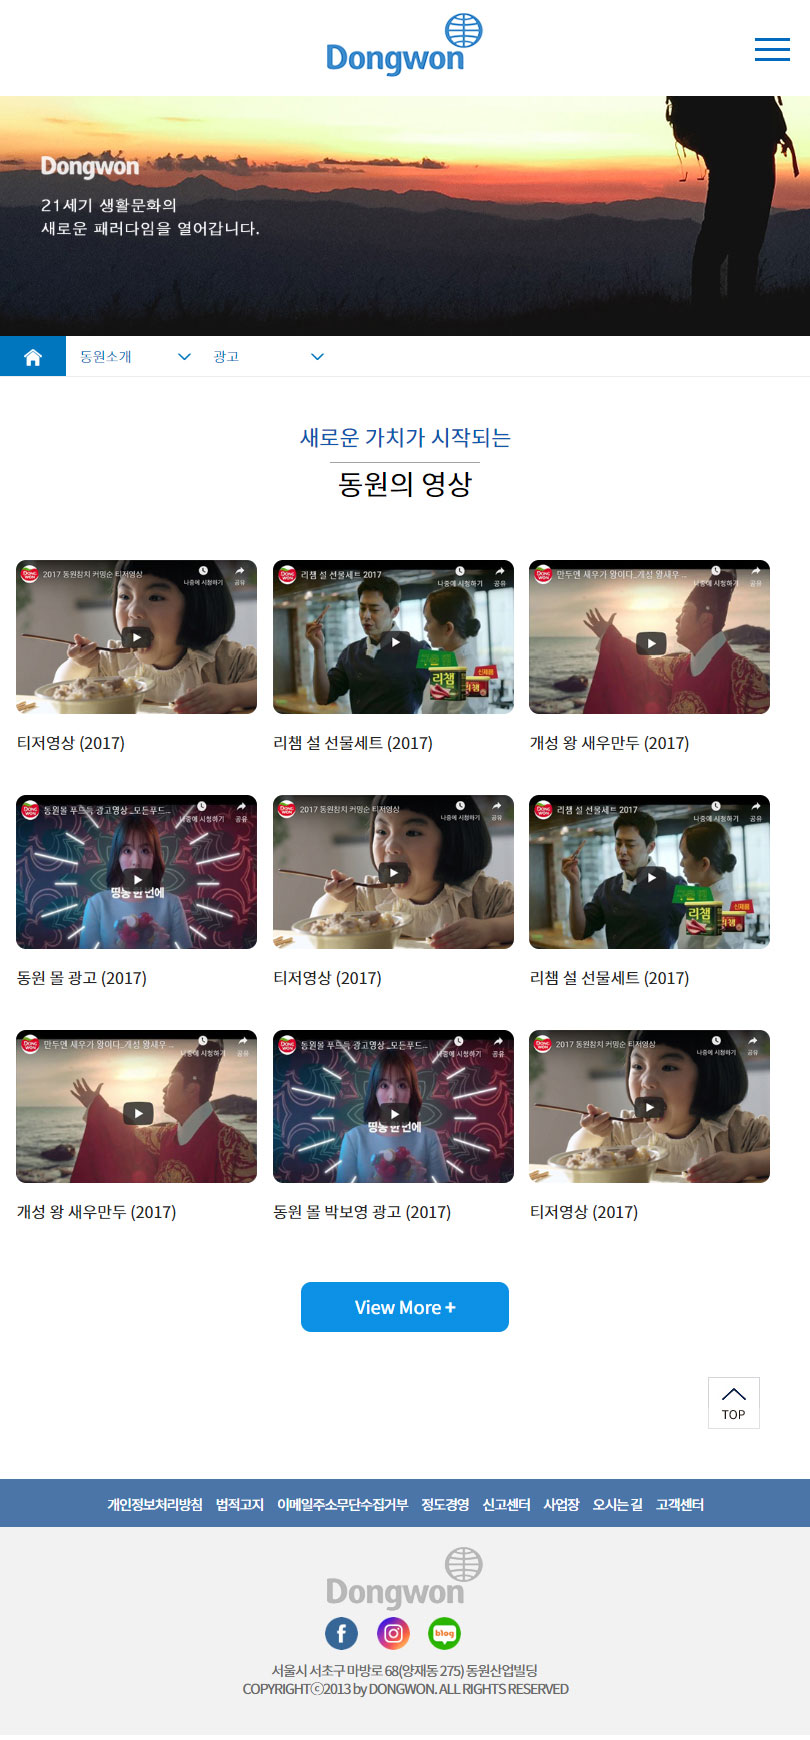 Dongwon
Dongwon
21세기 생활문화의
새로운 패러다임을 열어갑니다.
동원소개
광고
새로운 가치가 시작되는
동원의 영상
2017 동원참치 커밍순 티저영상
나중에 시청하기 공유
리챔 설 선물세트 2017
나중에 시청하기 공유
리챔
신제품
만두엔 새우가 왕이다_개성 왕새우 ...
나중에 시청하기 공유
티저영상 (2017)
리챔 설 선물세트 (2017)
개성 왕 새우만두 (2017)
동원몰 푸드득 광고영상_모든푸드...
나중에 시청하기 공유
2017 동원참치 커밍순 티저영상
나중에 시청하기 공유
리챔 설 선물세트 2017
나중에 시청하기 공유
리챔
신제품
동원 몰 광고 (2017)
티저영상 (2017)
리챔 설 선물세트 (2017)
만두엔 새우가 왕이다_개성 왕새우 ...
나중에 시청하기 공유
동원몰 푸드득 광고영상_모든푸드...
나중에 시청하기 공유
2017 동원참치 커밍순 티저영상
나중에 시청하기 공유
개성 왕 새우만두 (2017)
동원 몰 박보영 광고 (2017)
티저영상 (2017)
View More +
TOP
개인정보처리방침 법적고지 이메일주소무단수집거부 정도경영 신고센터 사업장 오시는 길 고객센터
Dongwon
blog
서울시 서초구 마방로 68(양재동 275) 동원산업빌딩
COPYRIGHTⓒ2013 by DONGWON. ALL RIGHTS RESERVED